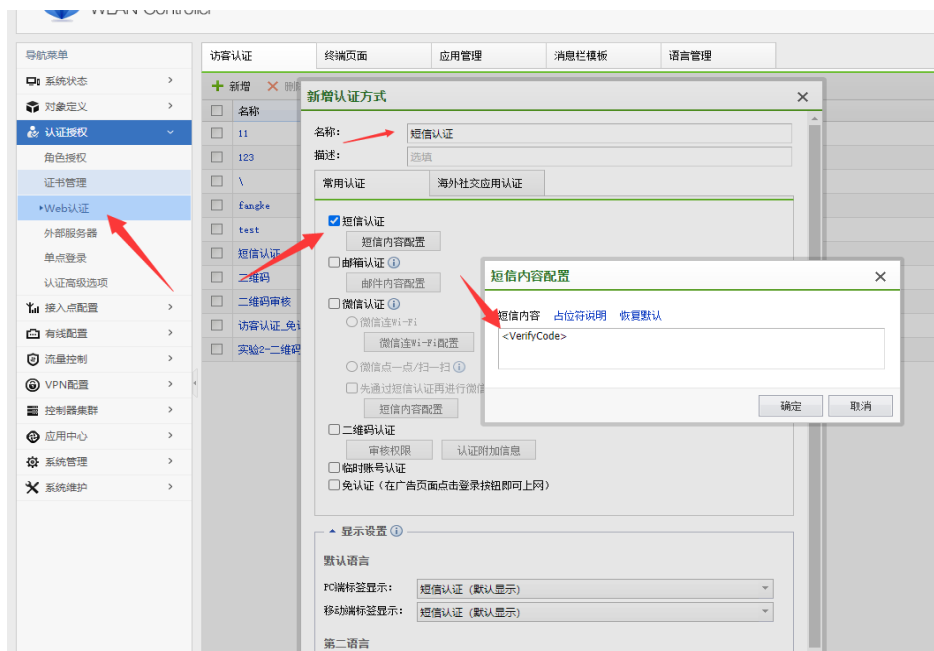 WLAN Controller
导航菜单
系统状态
对象定义
认证授权
角色授权
证书管理
Web认证
外部服务器
单点登录
认证高级选项
接入点配置
有线配置
流量控制
VPN配置
控制器集群
应用中心
系统管理
系统维护
访客认证 终端页面 应用管理 消息栏模板 语言管理
新增
名称
11
123
\
fangke
test
短信认证
二维码
二维码审核
访客认证_免认
实验2-二维码
新增认证方式
名称: 短信认证
描述: 选填
常用认证 海外社交应用认证
短信认证
短信内容配置
邮箱认证
邮件内容配置
微信认证
微信连Wi-Fi
微信连Wi-Fi配置
微信点一点/扫一扫
先通过短信认证再进行微信
短信内容配置
二维码认证
审核权限 认证附加信息
临时账号认证
免认证（在广告页面点击登录按钮即可上网）
显示设置
默认语言
PC端标签显示: 短信认证（默认显示）
移动端标签显示: 短信认证（默认显示）
第二语言
短信内容配置
短信内容 占位符说明 恢复默认
<VerifyCode>
确定 取消